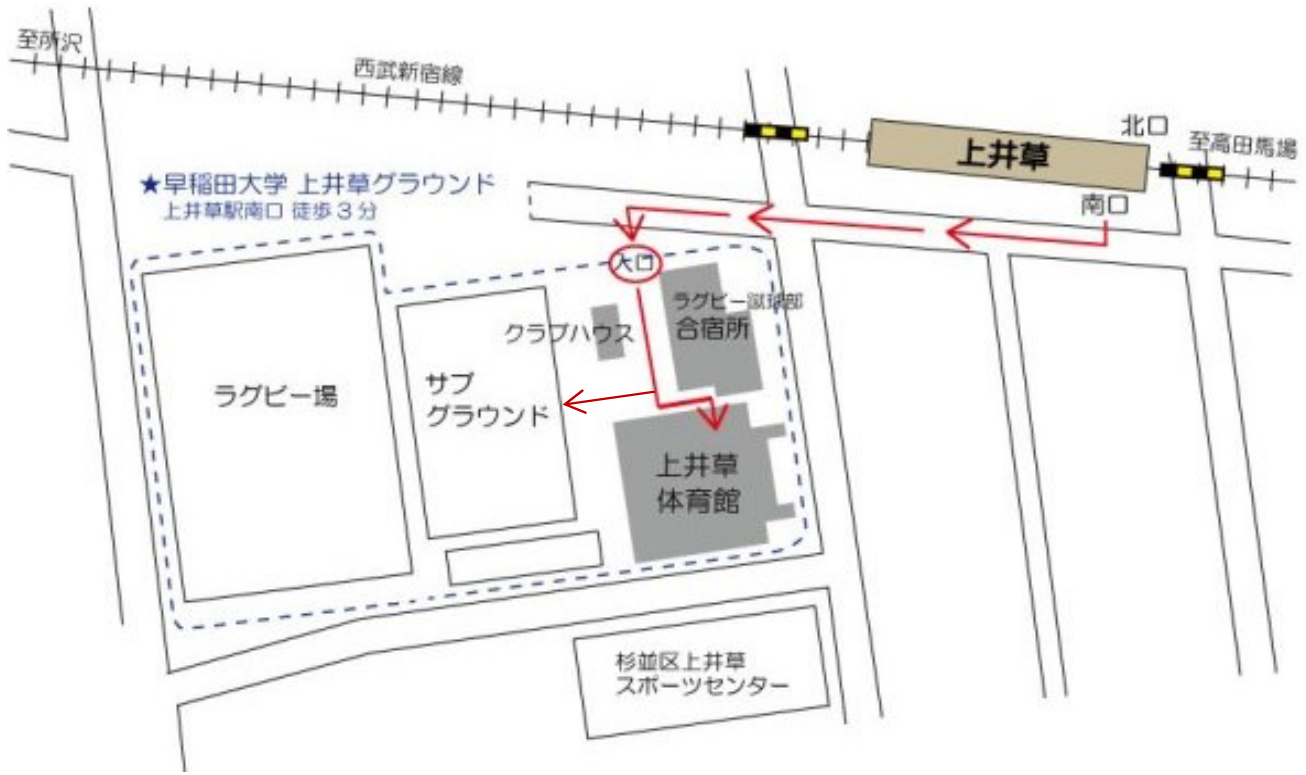 至所沢
西武新宿線
北口
至高田馬場
上井草
南口
★早稲田大学 上井草グラウンド
上井草駅南口 徒歩3分
入口
ラグビー蹴球部
合宿所
クラブハウス
ラグビー場
サブ
グラウンド
上井草
体育館
杉並区上井草
スポーツセンター